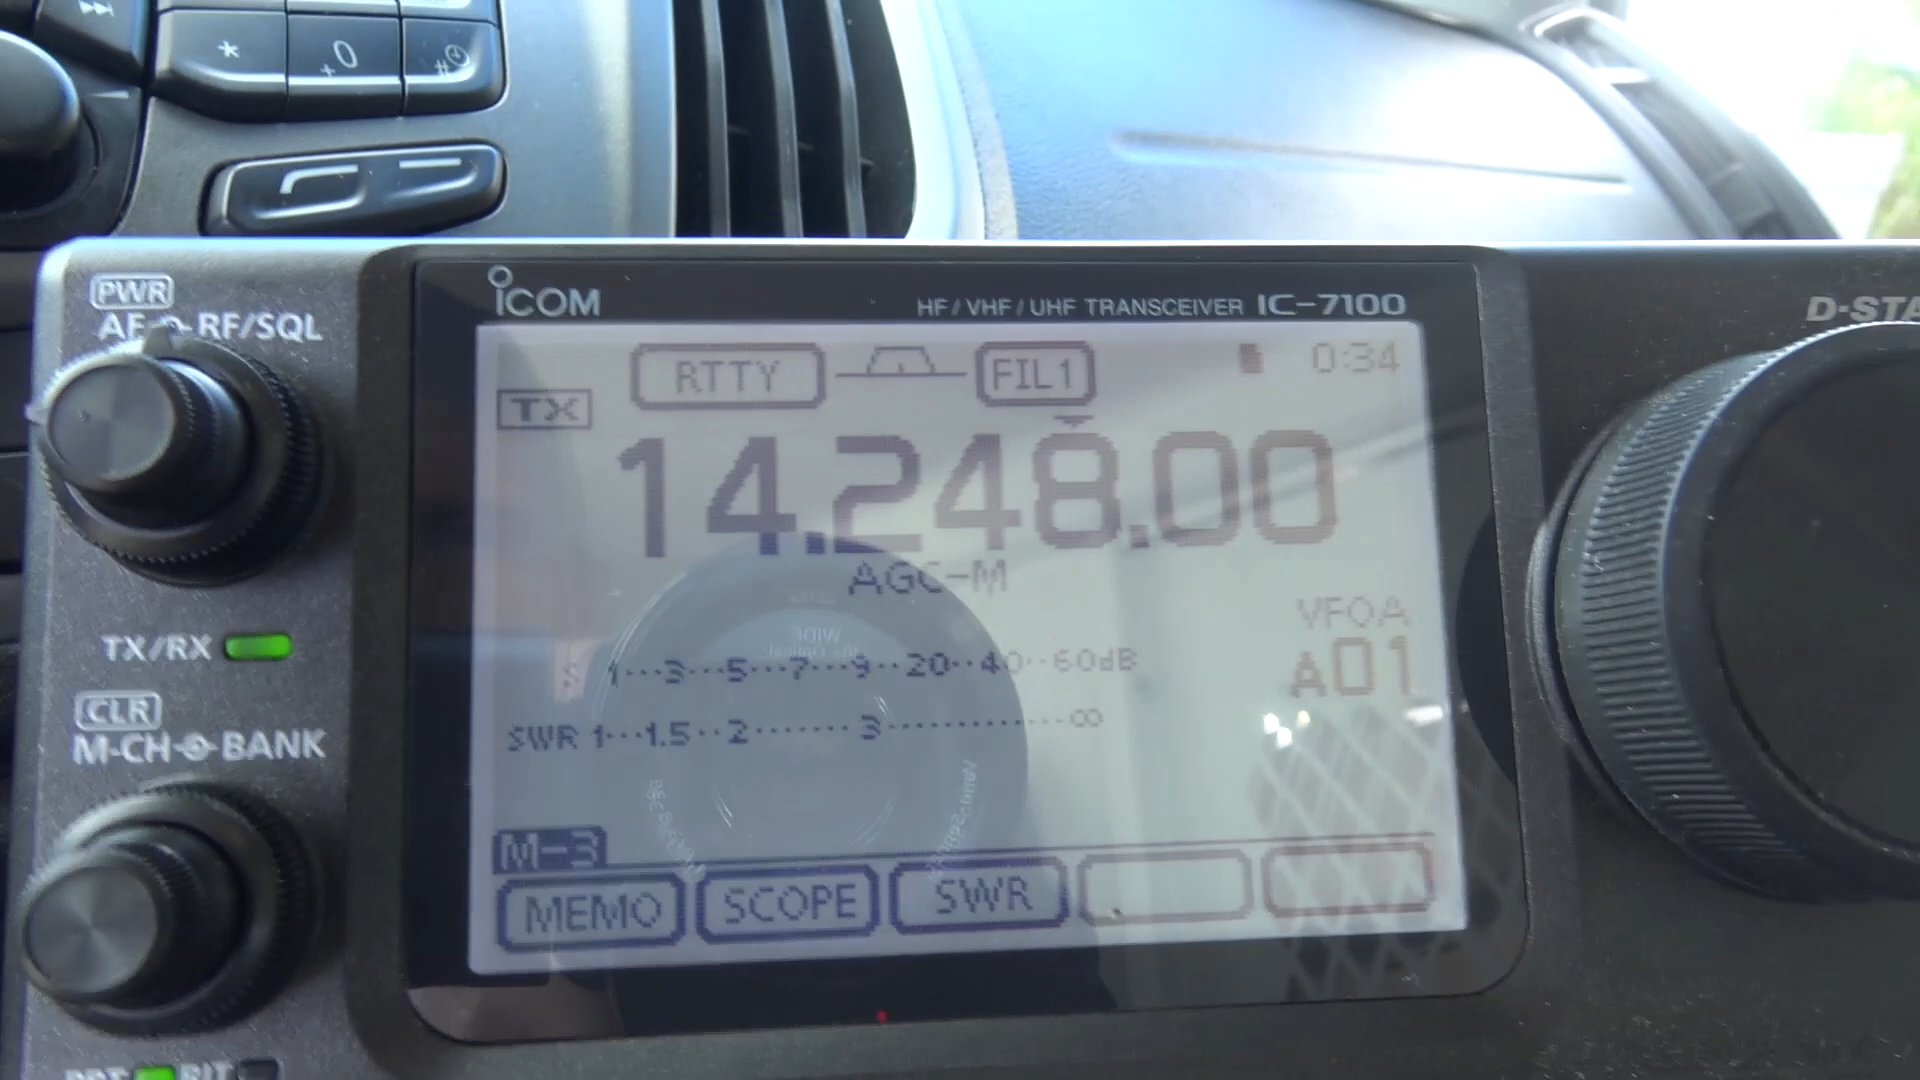 *
+0
#
PWR
AF RF/SQL
ICOM
HF/VHF/UHF TRANSCEIVER IC-7100
D-STA
RTTY FIL1 0:34
TX
14.248.00
AGC-M
VFOA
A01
TX/RX
S 1···3···5···7···9··20··40··60dB
SWR 1···1.5··2·······3············∞
CLR
M-CH BANK
M-3
MEMO SCOPE SWR
WIDE